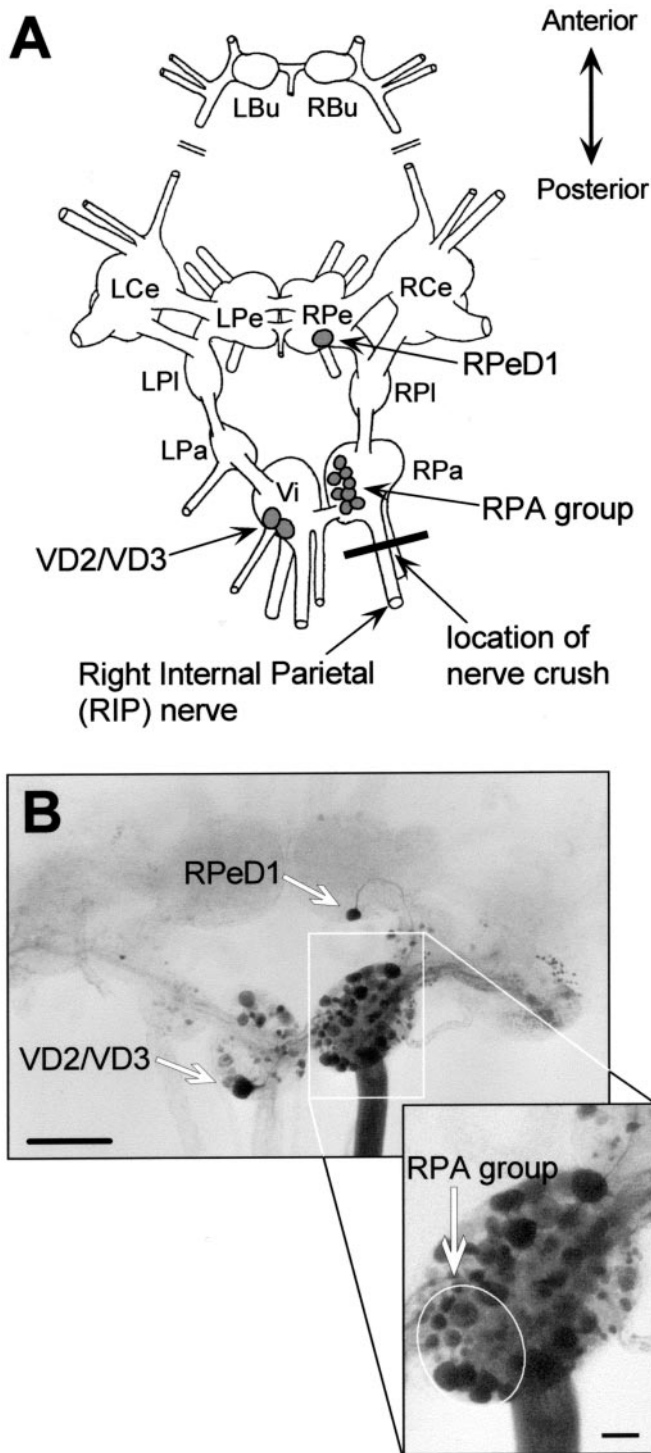 A
Anterior
Posterior
LBu RBu
LCe
LPe RPe
RCe
RPeD1
LPl
RPl
LPa
Vi
RPa
RPA group
VD2/VD3
location of
nerve crush
Right Internal Parietal
(RIP) nerve
B
RPeD1
VD2/VD3
RPA group